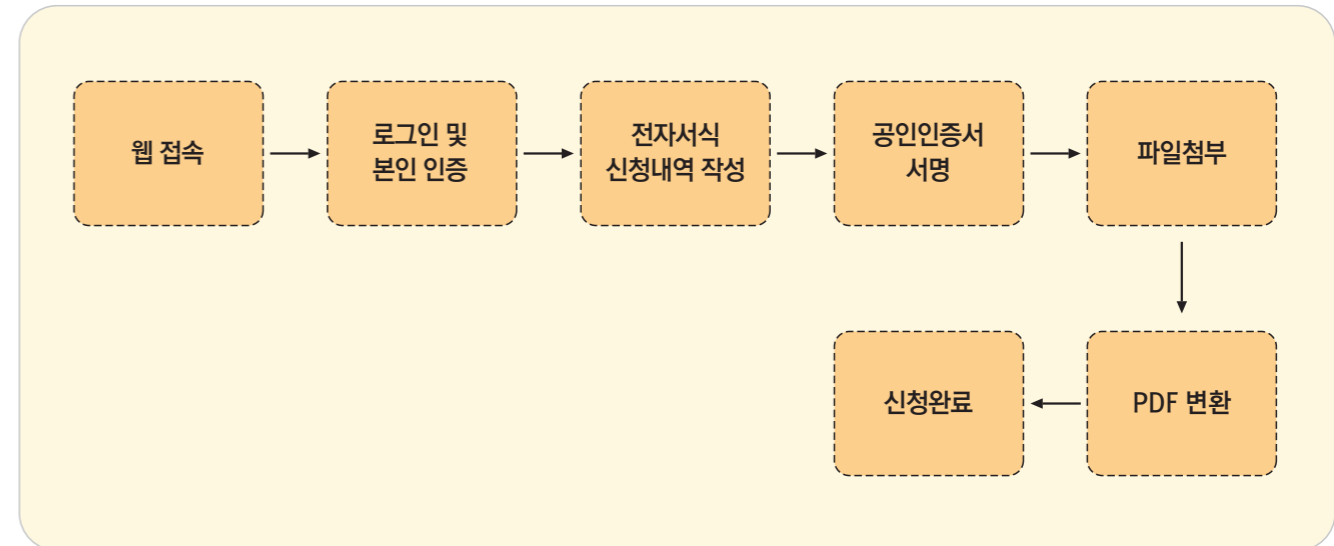 웹 접속
로그인 및
본인 인증
전자서식
신청내역 작성
공인인증서
서명
파일첨부
PDF 변환
신청완료